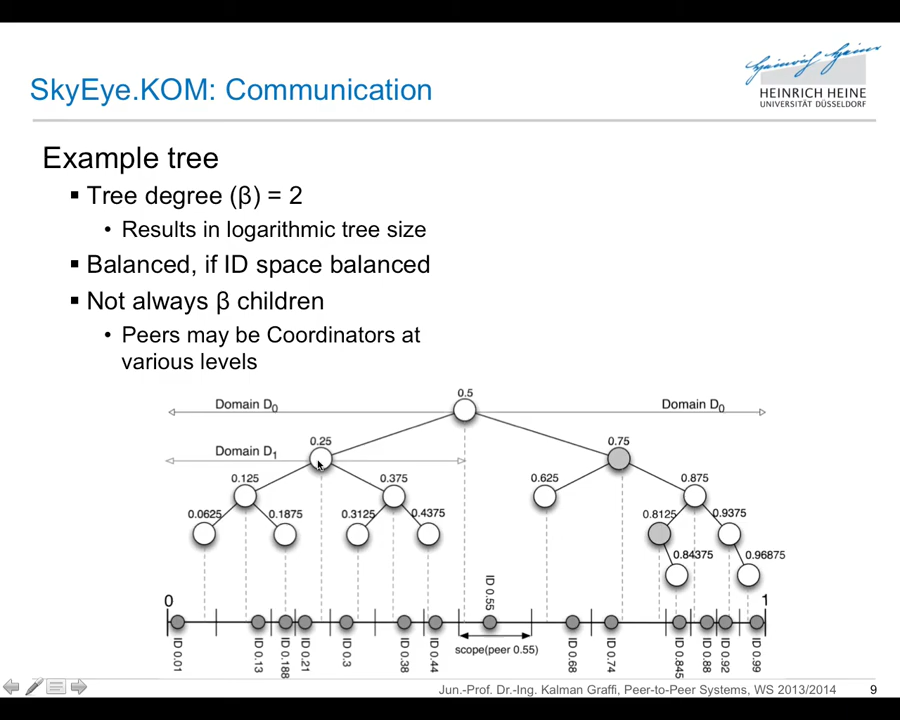 SkyEye.KOM: Communication
Heinrich Heine
HEINRICH HEINE
UNIVERSITÄT DÜSSELDORF
Example tree
▪ Tree degree (β) = 2
• Results in logarithmic tree size
▪ Balanced, if ID space balanced
▪ Not always β children
• Peers may be Coordinators at
various levels
0.5
Domain D0
Domain D0
0.25
0.75
Domain D1
0.125
0.375
0.625
0.875
0.0625
0.1875
0.3125
0.4375
0.8125
0.9375
0.84375
0.96875
0
1
ID 0.55
scope(peer 0.55)
ID 0.01
ID 0.13
ID 0.188
ID 0.21
ID 0.3
ID 0.38
ID 0.44
ID 0.68
ID 0.74
ID 0.845
ID 0.88
ID 0.92
ID 0.99
Jun.-Prof. Dr.-Ing. Kalman Graffi, Peer-to-Peer Systems, WS 2013/2014
9